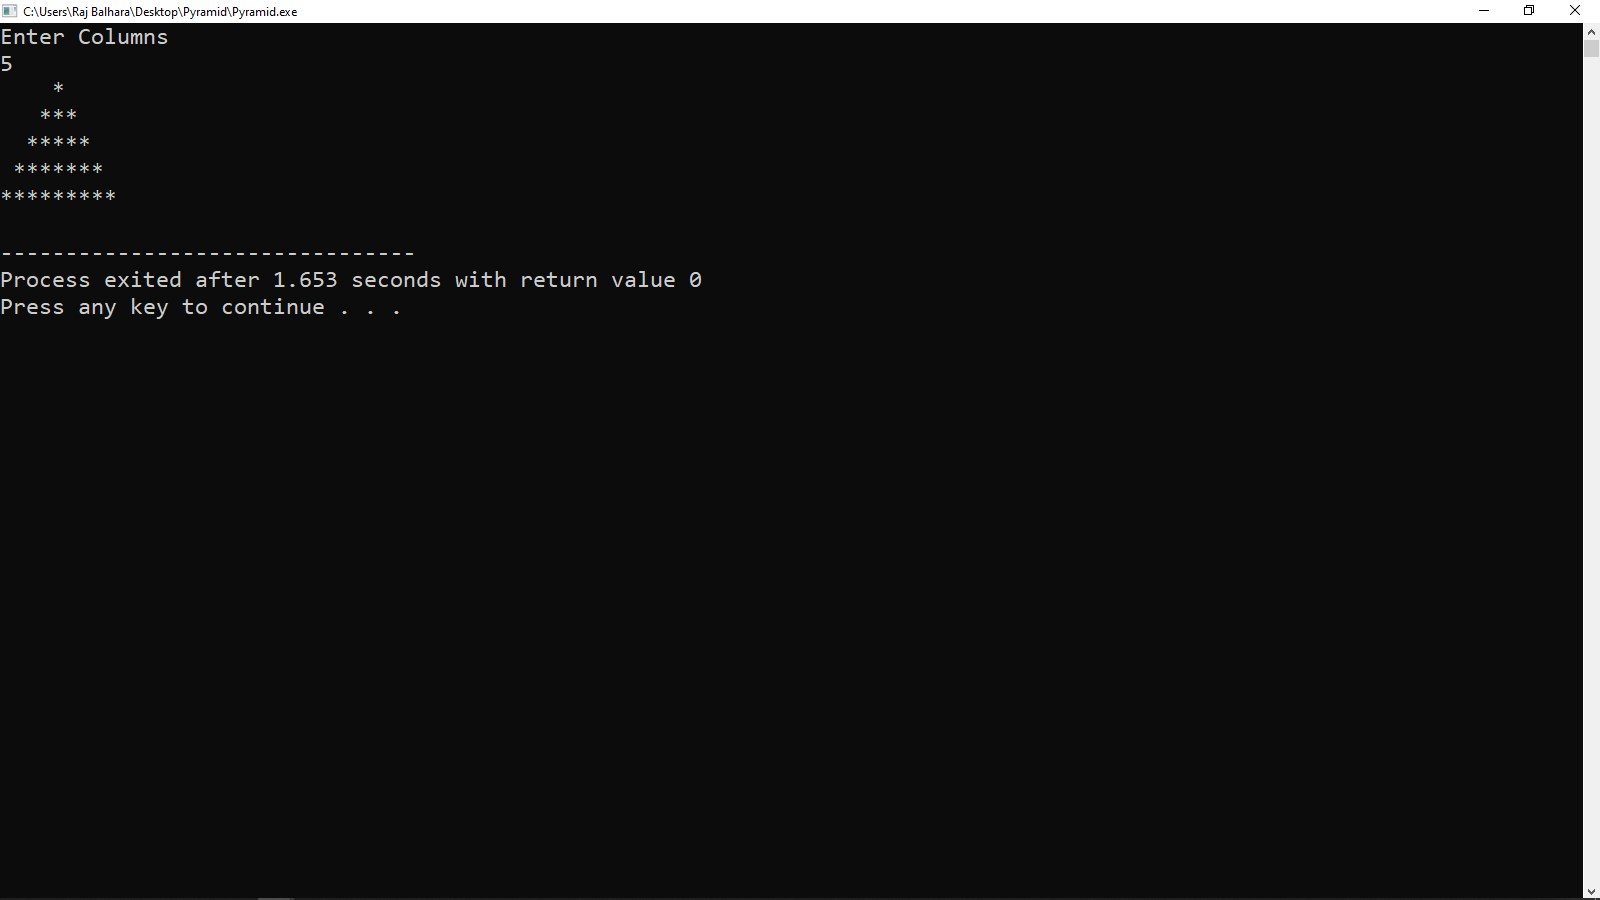 C:\Users\Raj Balhara\Desktop\Pyramid\Pyramid.exe
Enter Columns
5
    *
   ***
  *****
 *******
*********

--------------------------------
Process exited after 1.653 seconds with return value 0
Press any key to continue . . .